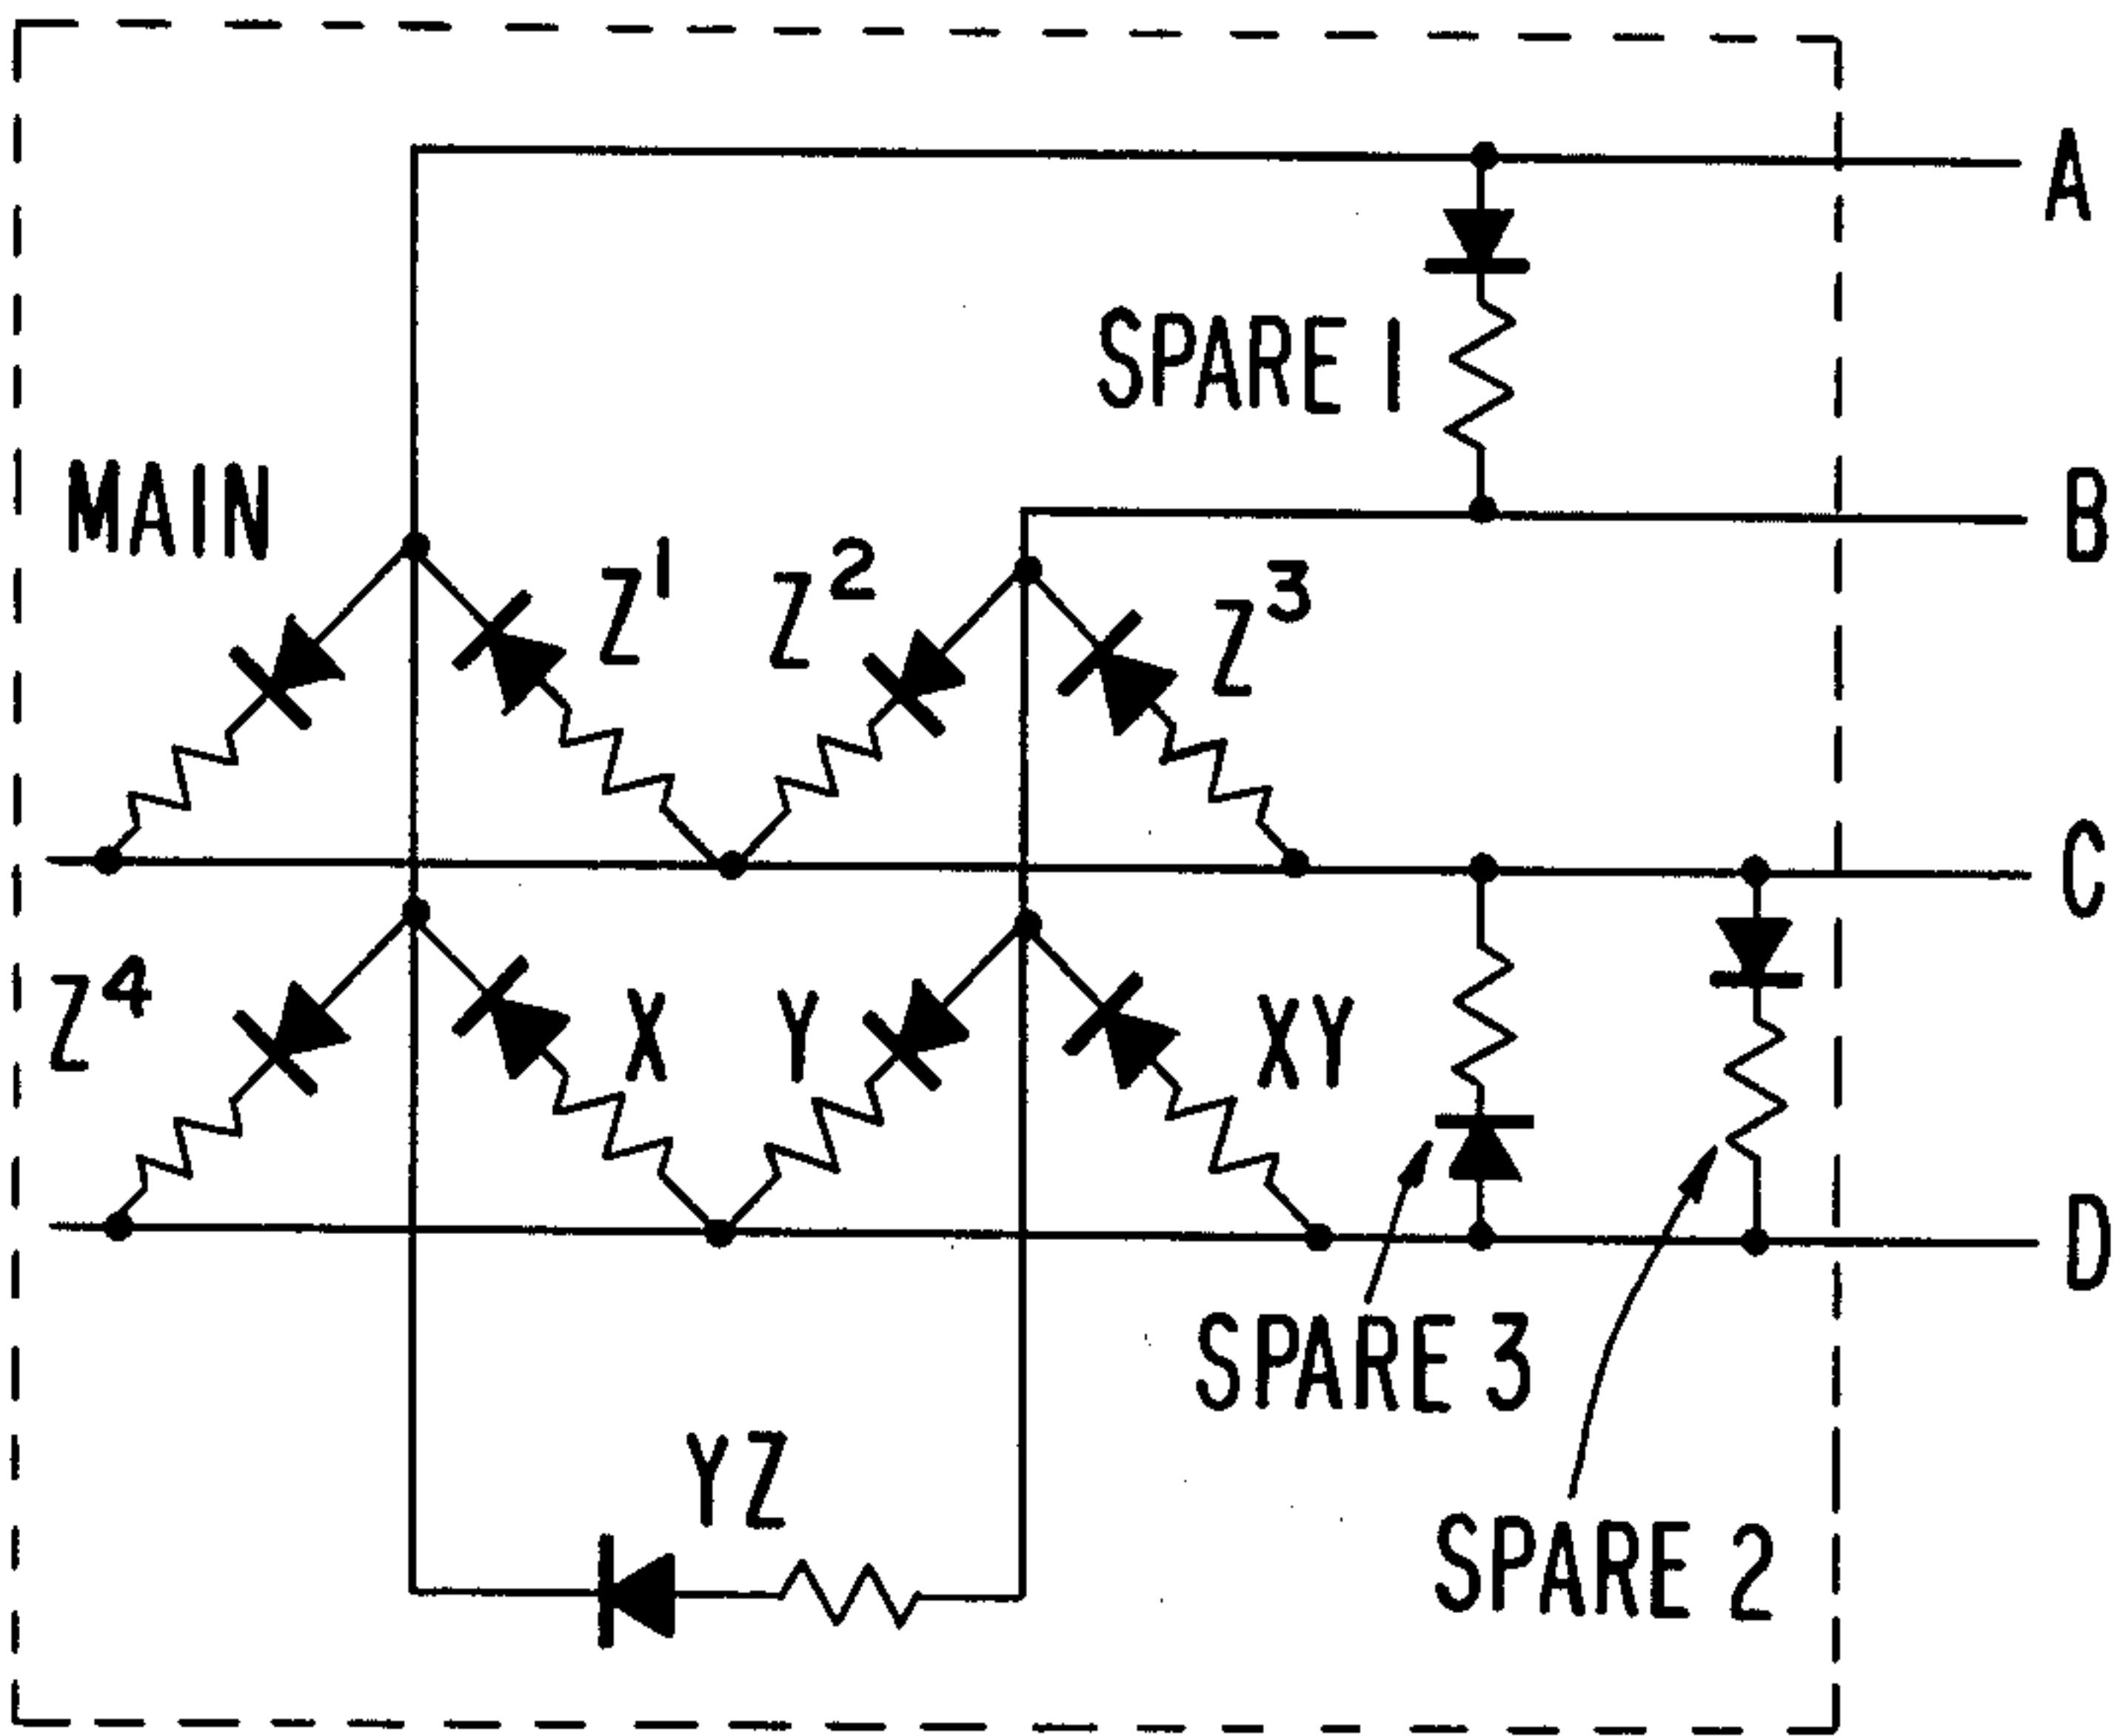 A
SPARE 1
MAIN
B
Z¹
Z²
Z³
C
Z⁴
X
Y
XY
D
SPARE 3
YZ
SPARE 2